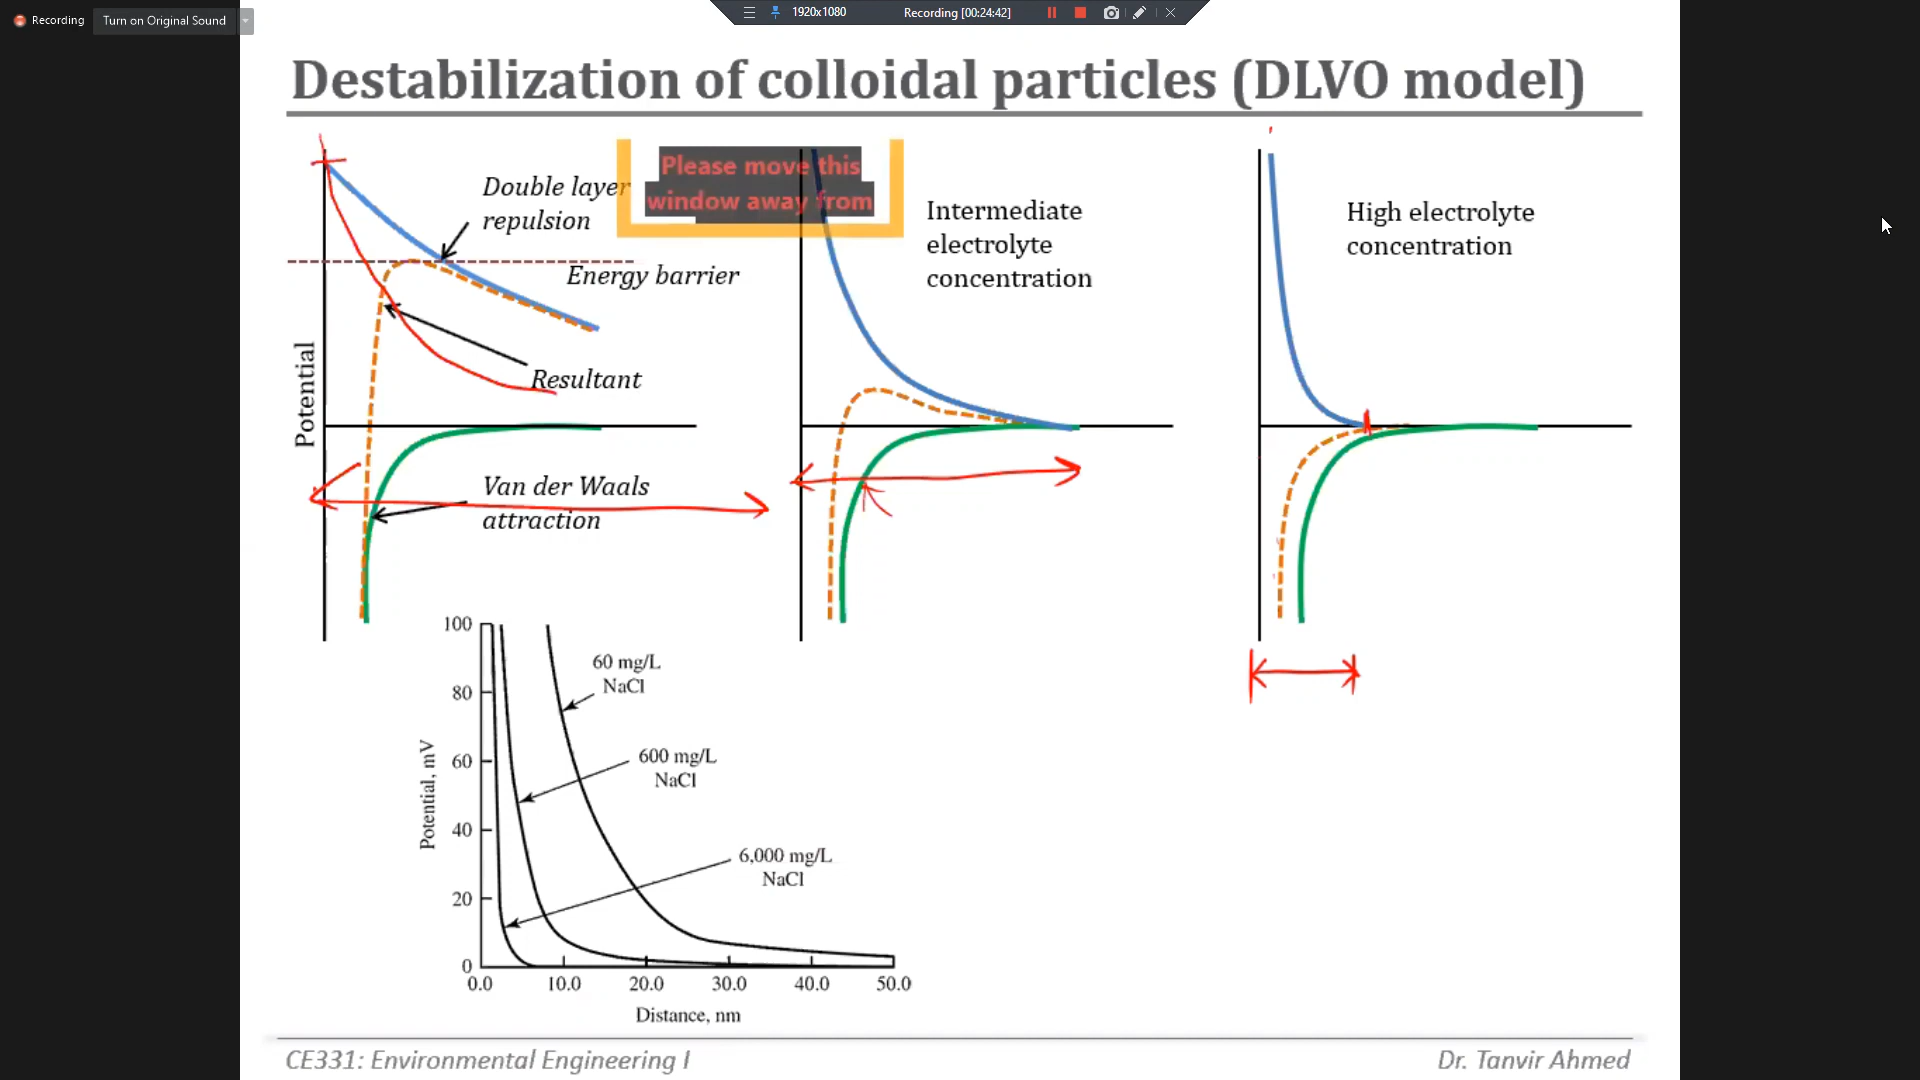 Recording
Turn on Original Sound
1920x1080
Recording [00:24:42]
Destabilization of colloidal particles (DLVO model)
Double layer
repulsion
Please move this
window away from
Energy barrier
Resultant
Potential
Van der Waals
attraction
Intermediate
electrolyte
concentration
High electrolyte
concentration
100
80
60
40
20
0
Potential, mV
60 mg/L
NaCl
600 mg/L
NaCl
6,000 mg/L
NaCl
0.0 10.0 20.0 30.0 40.0 50.0
Distance, nm
CE331: Environmental Engineering I
Dr. Tanvir Ahmed